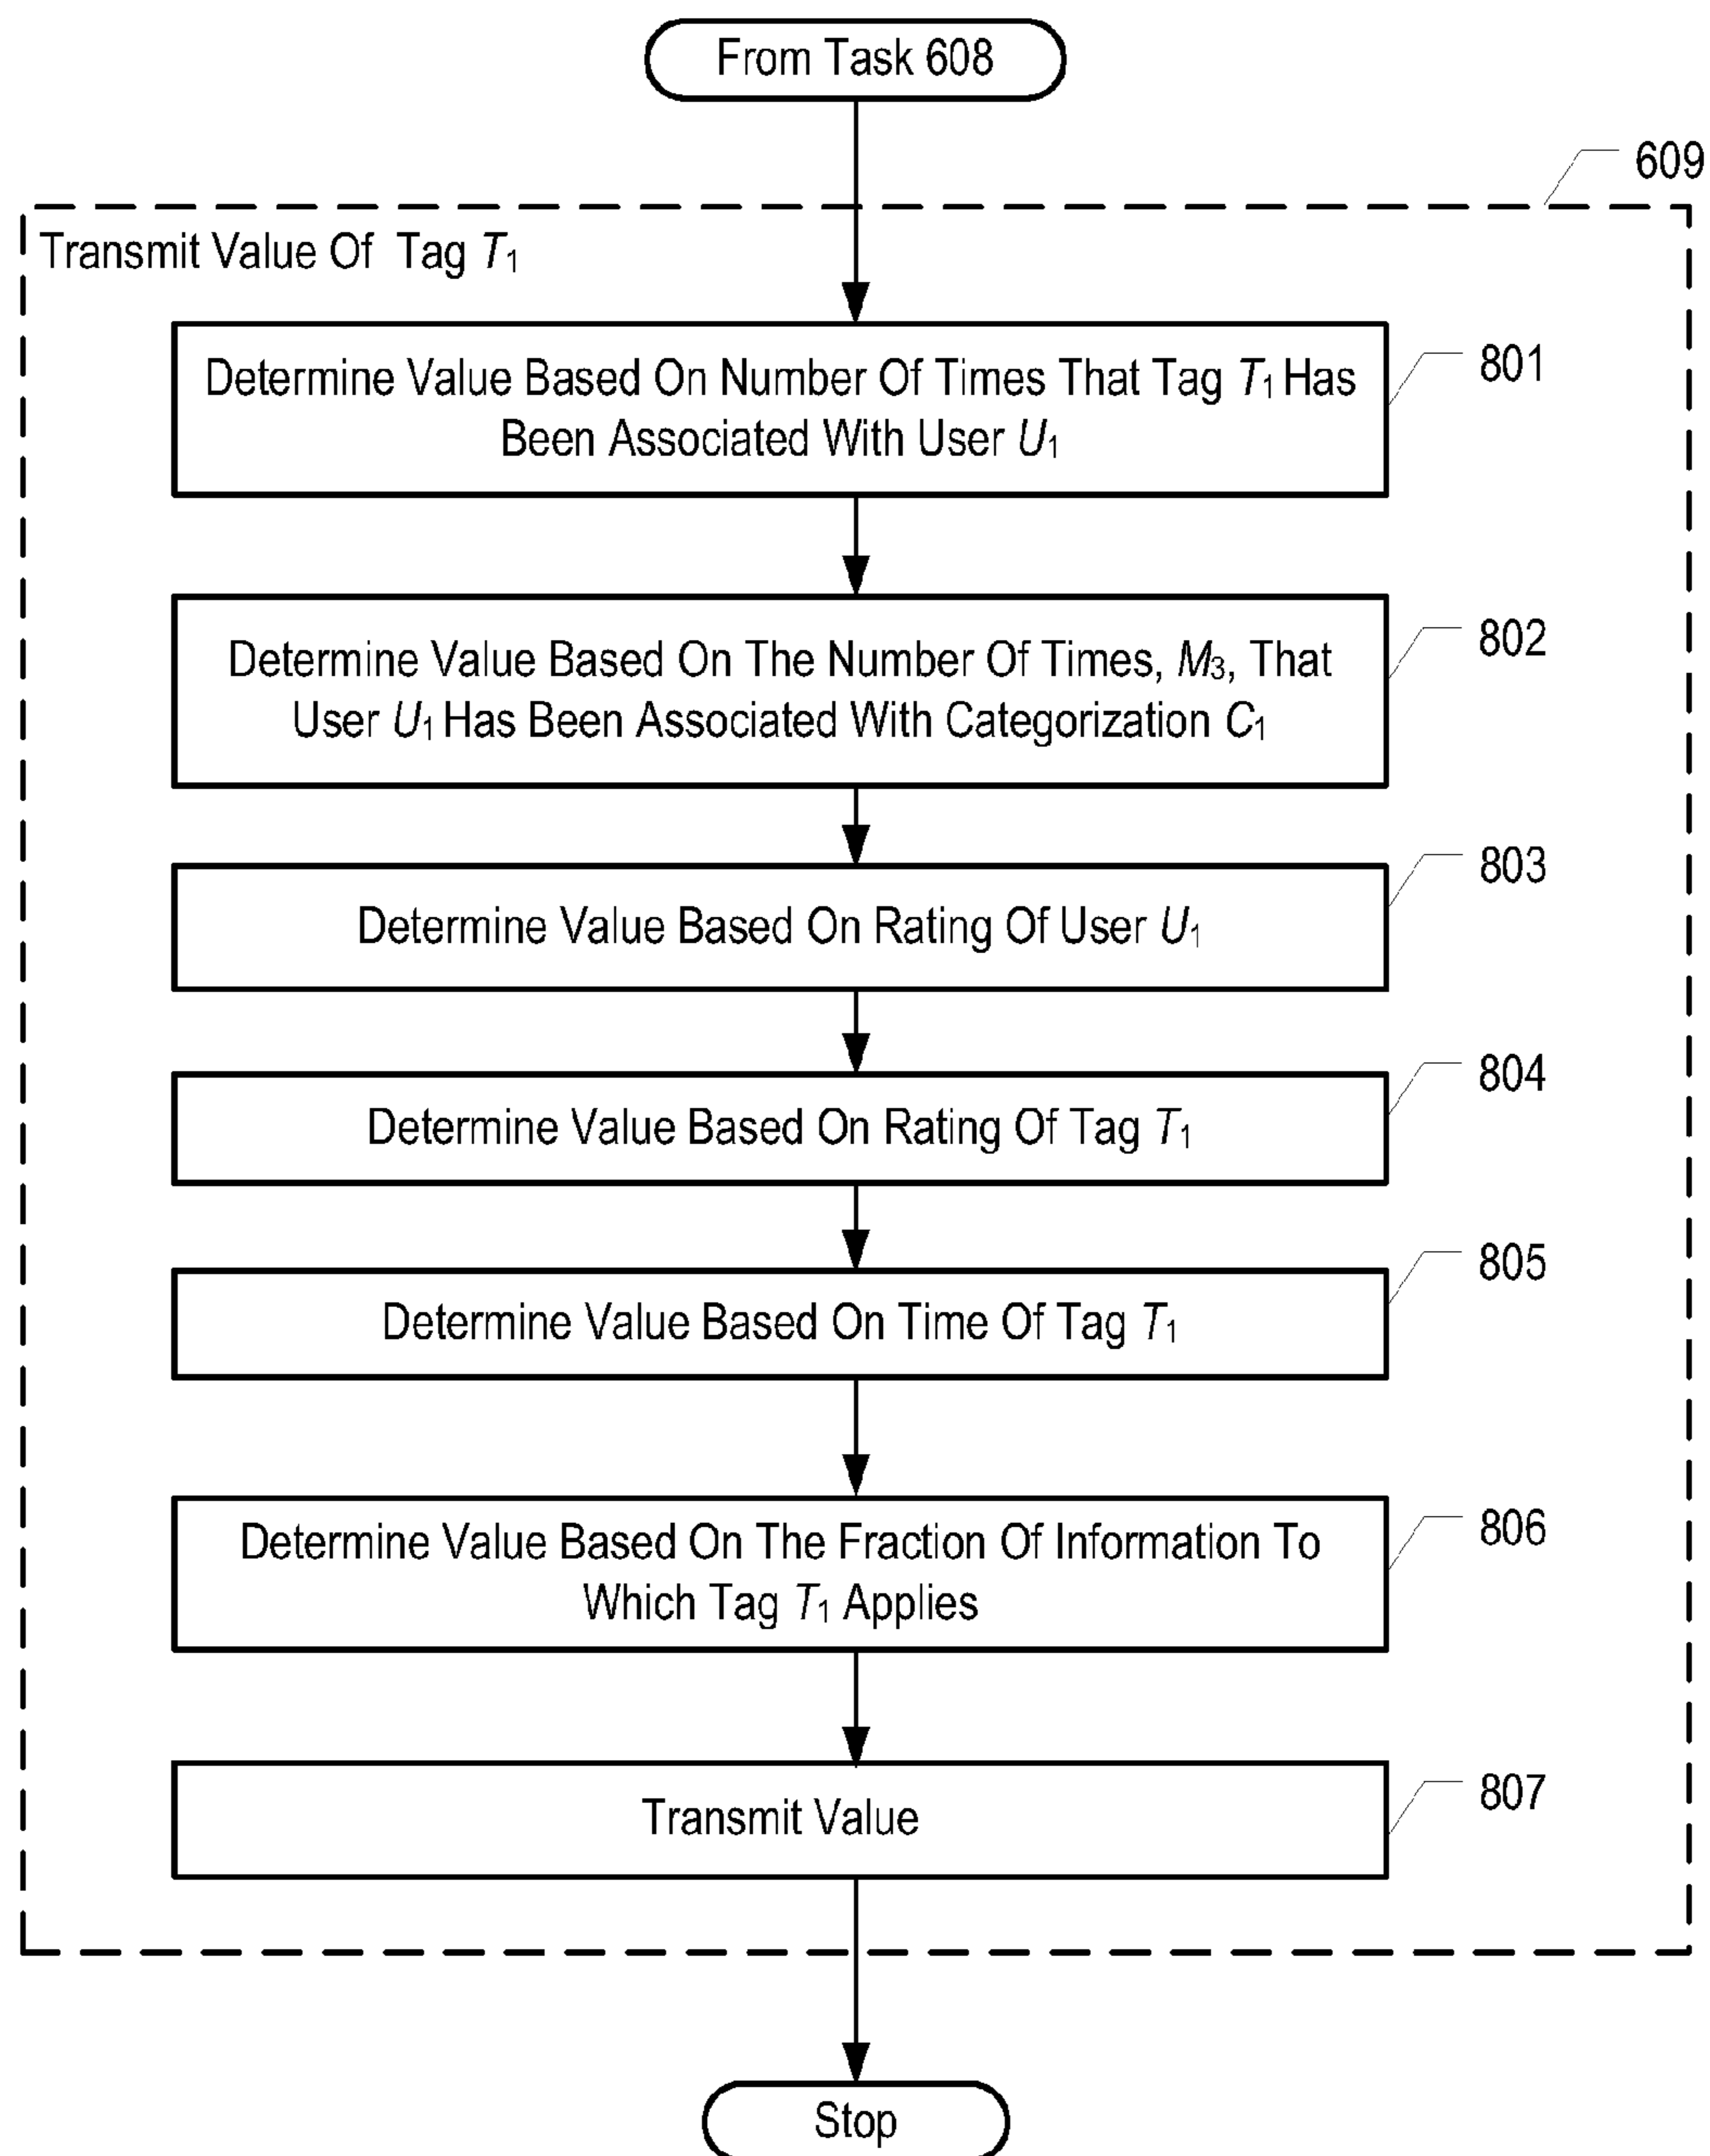 From Task 608
609
Transmit Value Of Tag T1
Determine Value Based On Number Of Times That Tag T1 Has
Been Associated With User U1
801
Determine Value Based On The Number Of Times, M3, That
User U1 Has Been Associated With Categorization C1
802
Determine Value Based On Rating Of User U1
803
Determine Value Based On Rating Of Tag T1
804
Determine Value Based On Time Of Tag T1
805
Determine Value Based On The Fraction Of Information To
Which Tag T1 Applies
806
Transmit Value
807
Stop